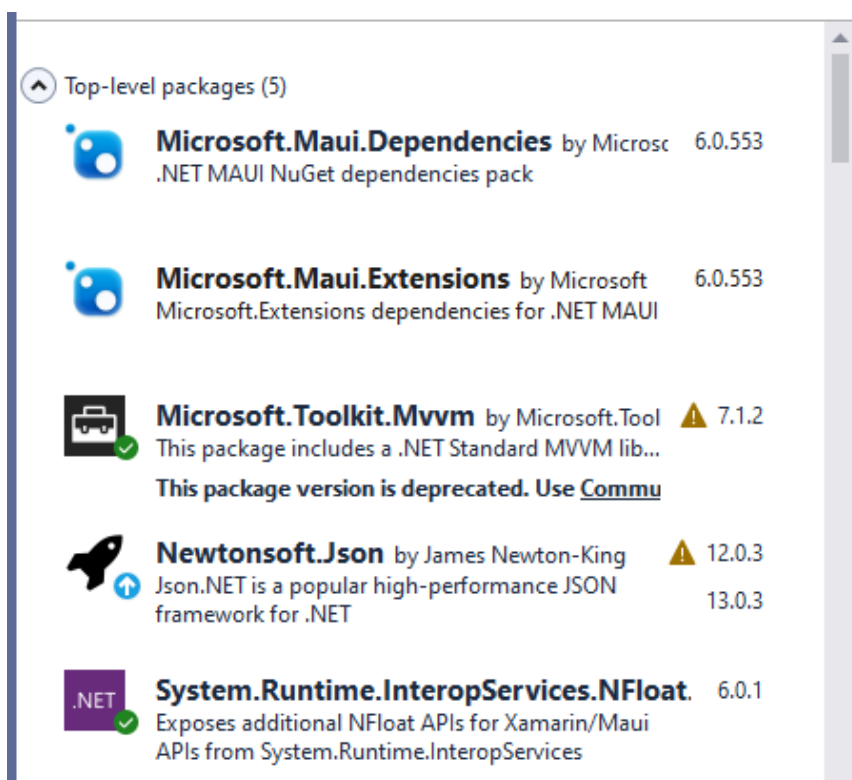 Top-level packages (5)
Microsoft.Maui.Dependencies by Microsc 6.0.553
.NET MAUI NuGet dependencies pack
Microsoft.Maui.Extensions by Microsoft 6.0.553
Microsoft.Extensions dependencies for .NET MAUI
Microsoft.Toolkit.Mvvm by Microsoft.Tool 7.1.2
This package includes a .NET Standard MVVM lib...
This package version is deprecated. Use Commu
Newtonsoft.Json by James Newton-King 12.0.3
Json.NET is a popular high-performance JSON 13.0.3
framework for .NET
.NET System.Runtime.InteropServices.NFloat. 6.0.1
Exposes additional NFloat APIs for Xamarin/Maui
APIs from System.Runtime.InteropServices